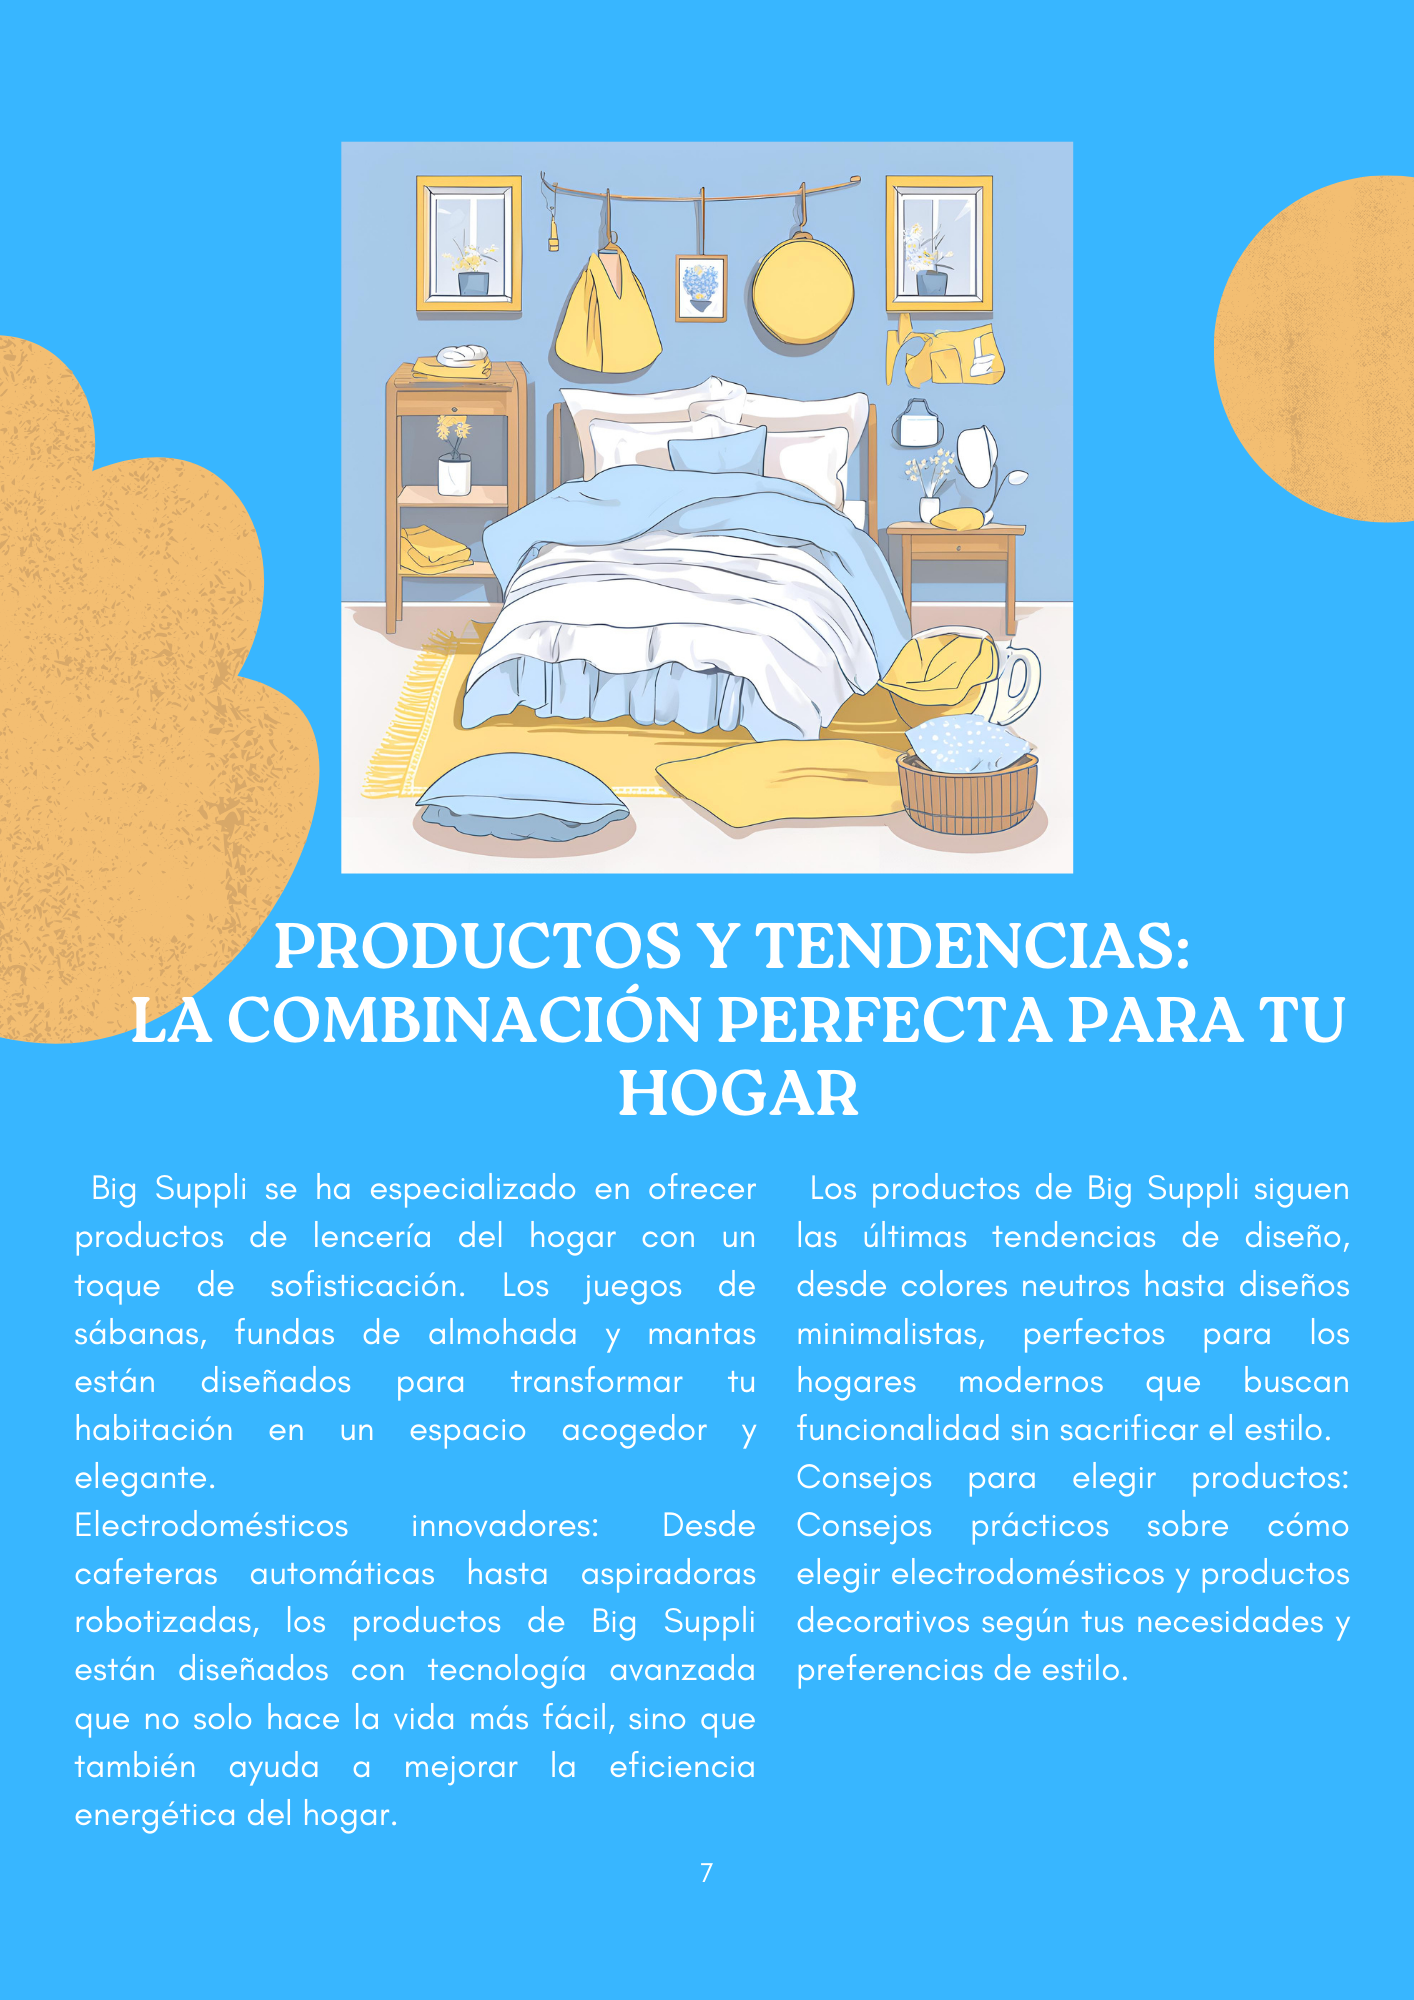 PRODUCTOS Y TENDENCIAS:
LA COMBINACIÓN PERFECTA PARA TU
HOGAR
Big Suppli se ha especializado en ofrecer
productos de lencería del hogar con un
toque de sofisticación. Los juegos de
sábanas, fundas de almohada y mantas
están diseñados para transformar tu
habitación en un espacio acogedor y
elegante.
Electrodomésticos innovadores: Desde
cafeteras automáticas hasta aspiradoras
robotizadas, los productos de Big Suppli
están diseñados con tecnología avanzada
que no solo hace la vida más fácil, sino que
también ayuda a mejorar la eficiencia
energética del hogar.
Los productos de Big Suppli siguen
las últimas tendencias de diseño,
desde colores neutros hasta diseños
minimalistas, perfectos para los
hogares modernos que buscan
funcionalidad sin sacrificar el estilo.
Consejos para elegir productos:
Consejos prácticos sobre cómo
elegir electrodomésticos y productos
decorativos según tus necesidades y
preferencias de estilo.
7